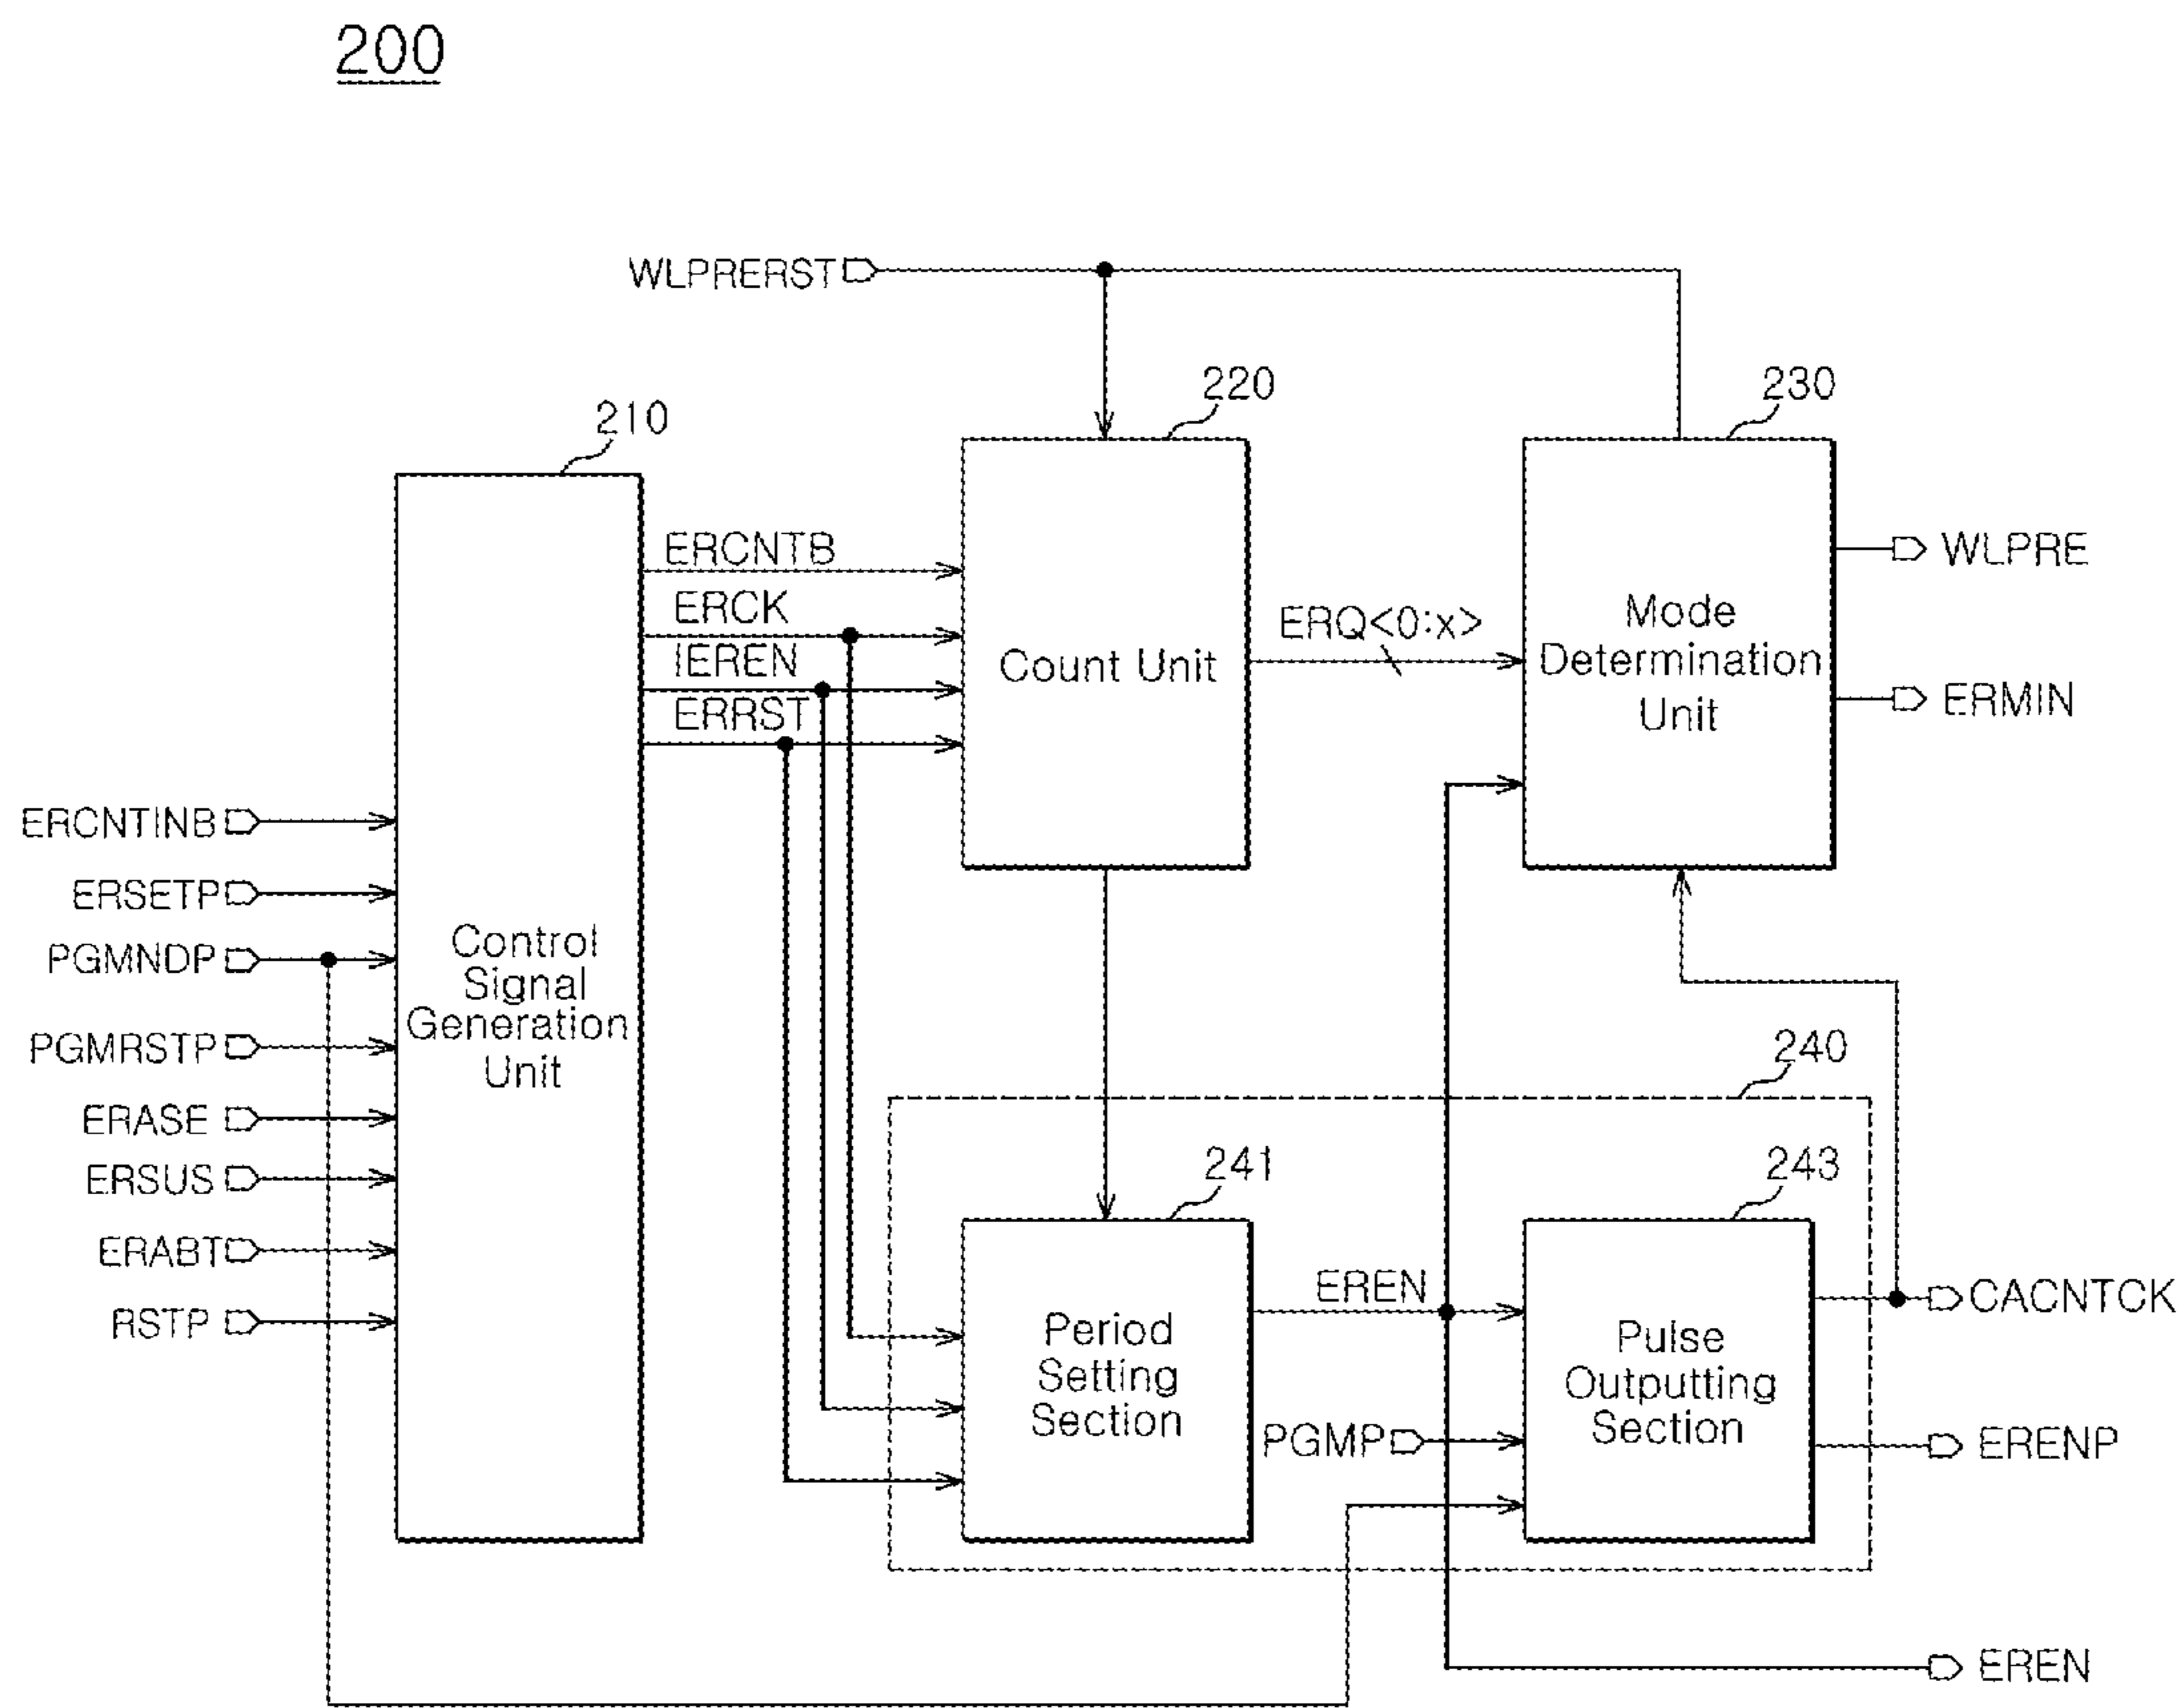 200
WLPRERST
220
230
210
ERCNTB
ERCK
IEREN
ERRST
Count Unit
ERQ<0:x>
Mode
Determination
Unit
WLPRE
ERMIN
ERCNTINB
ERSETP
PGMNDP
PGMRSTP
ERASE
ERSUS
ERABT
RSTP
Control
Signal
Generation
Unit
240
241
243
EREN
Period
Setting
Section
PGMP
Pulse
Outputting
Section
CACNTCK
ERENP
EREN